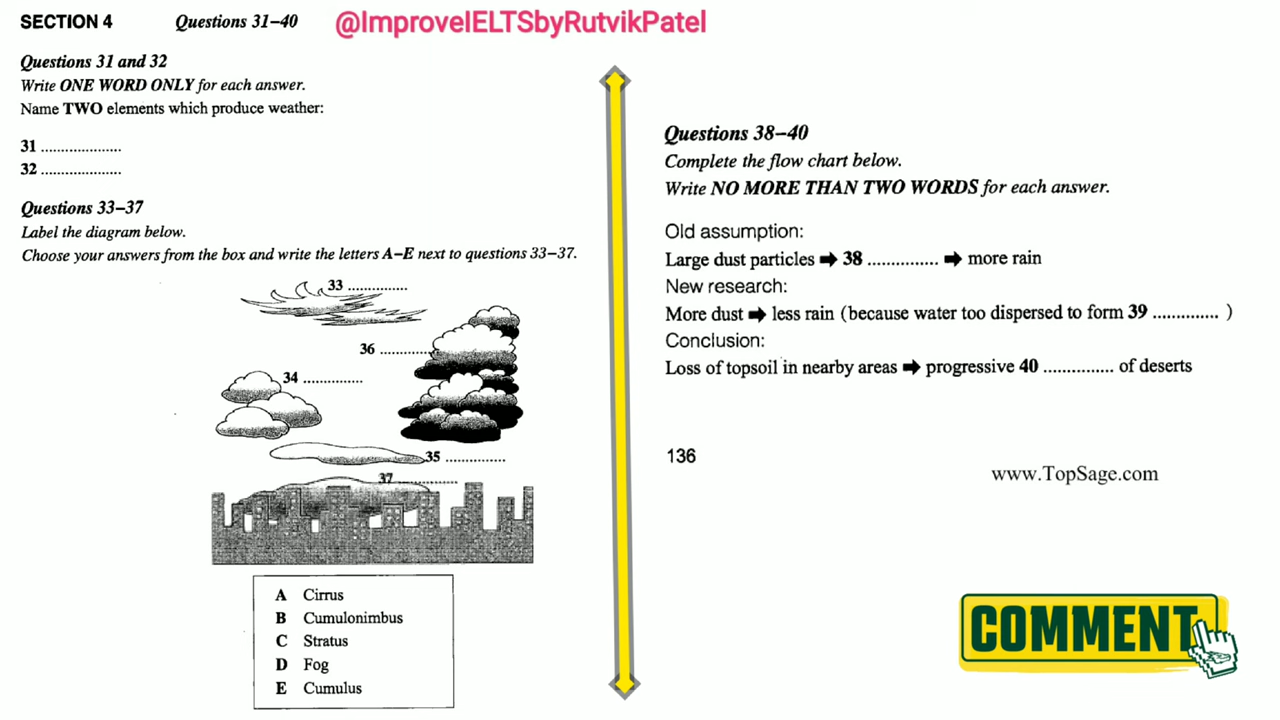 SECTION 4 Questions 31–40
@ImproveIELTSbyRutvikPatel
Questions 31 and 32
Write ONE WORD ONLY for each answer.
Name TWO elements which produce weather:
31 ....................
32 ....................
Questions 33–37
Label the diagram below.
Choose your answers from the box and write the letters A–E next to questions 33–37.
33 ...............
36 ...............
34 ...............
35 ...............
37 ...............
A Cirrus
B Cumulonimbus
C Stratus
D Fog
E Cumulus
Questions 38–40
Complete the flow chart below.
Write NO MORE THAN TWO WORDS for each answer.
Old assumption:
Large dust particles ➡ 38 .............. ➡ more rain
New research:
More dust ➡ less rain (because water too dispersed to form 39 ............. )
Conclusion:
Loss of topsoil in nearby areas ➡ progressive 40 .............. of deserts
136
www.TopSage.com
COMMENT